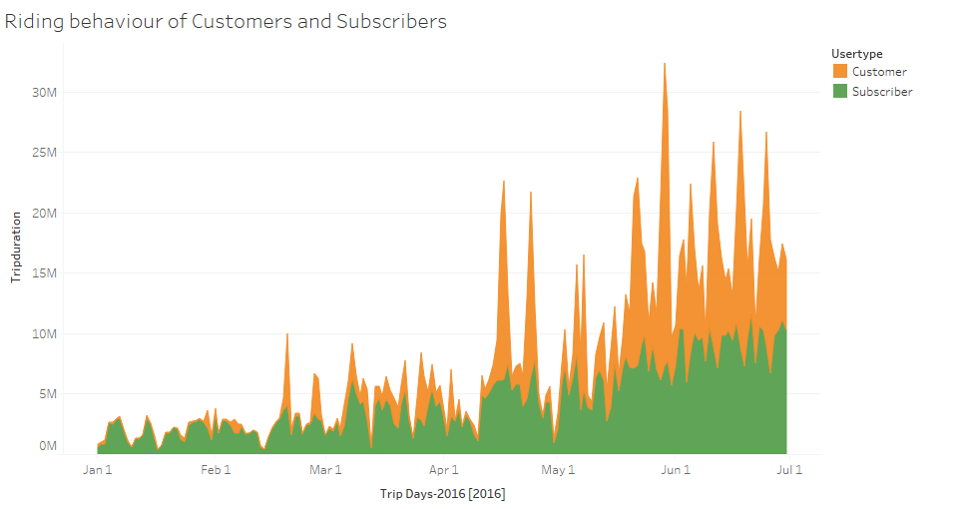 Riding behaviour of Customers and Subscribers
Usertype
Customer
Subscriber
30M
25M
20M
15M
10M
5M
0M
Tripduration
Jan 1
Feb 1
Mar 1
Apr 1
May 1
Jun 1
Jul 1
Trip Days-2016 [2016]